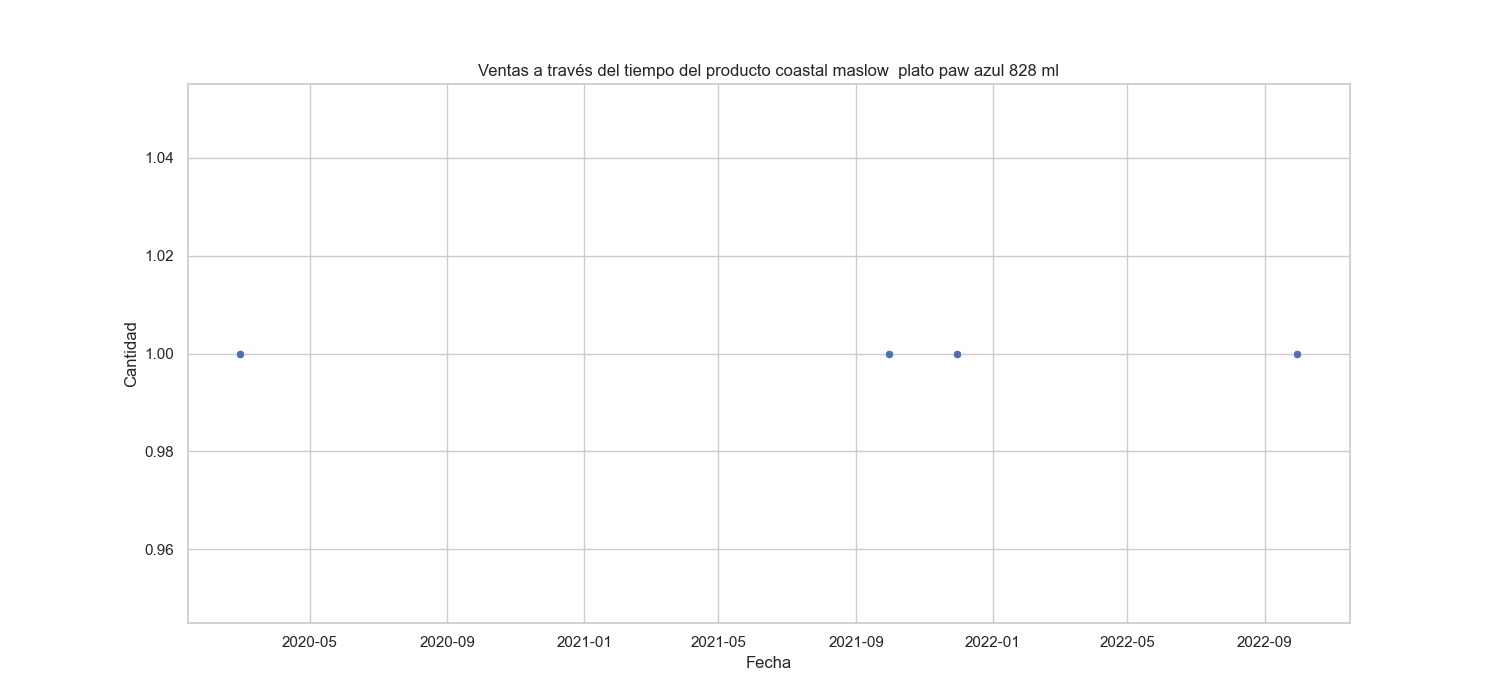 Ventas a través del tiempo del producto coastal maslow  plato paw azul 828 ml
1.04
1.02
1.00
0.98
0.96
Cantidad
2020-05 2020-09 2021-01 2021-05 2021-09 2022-01 2022-05 2022-09
Fecha